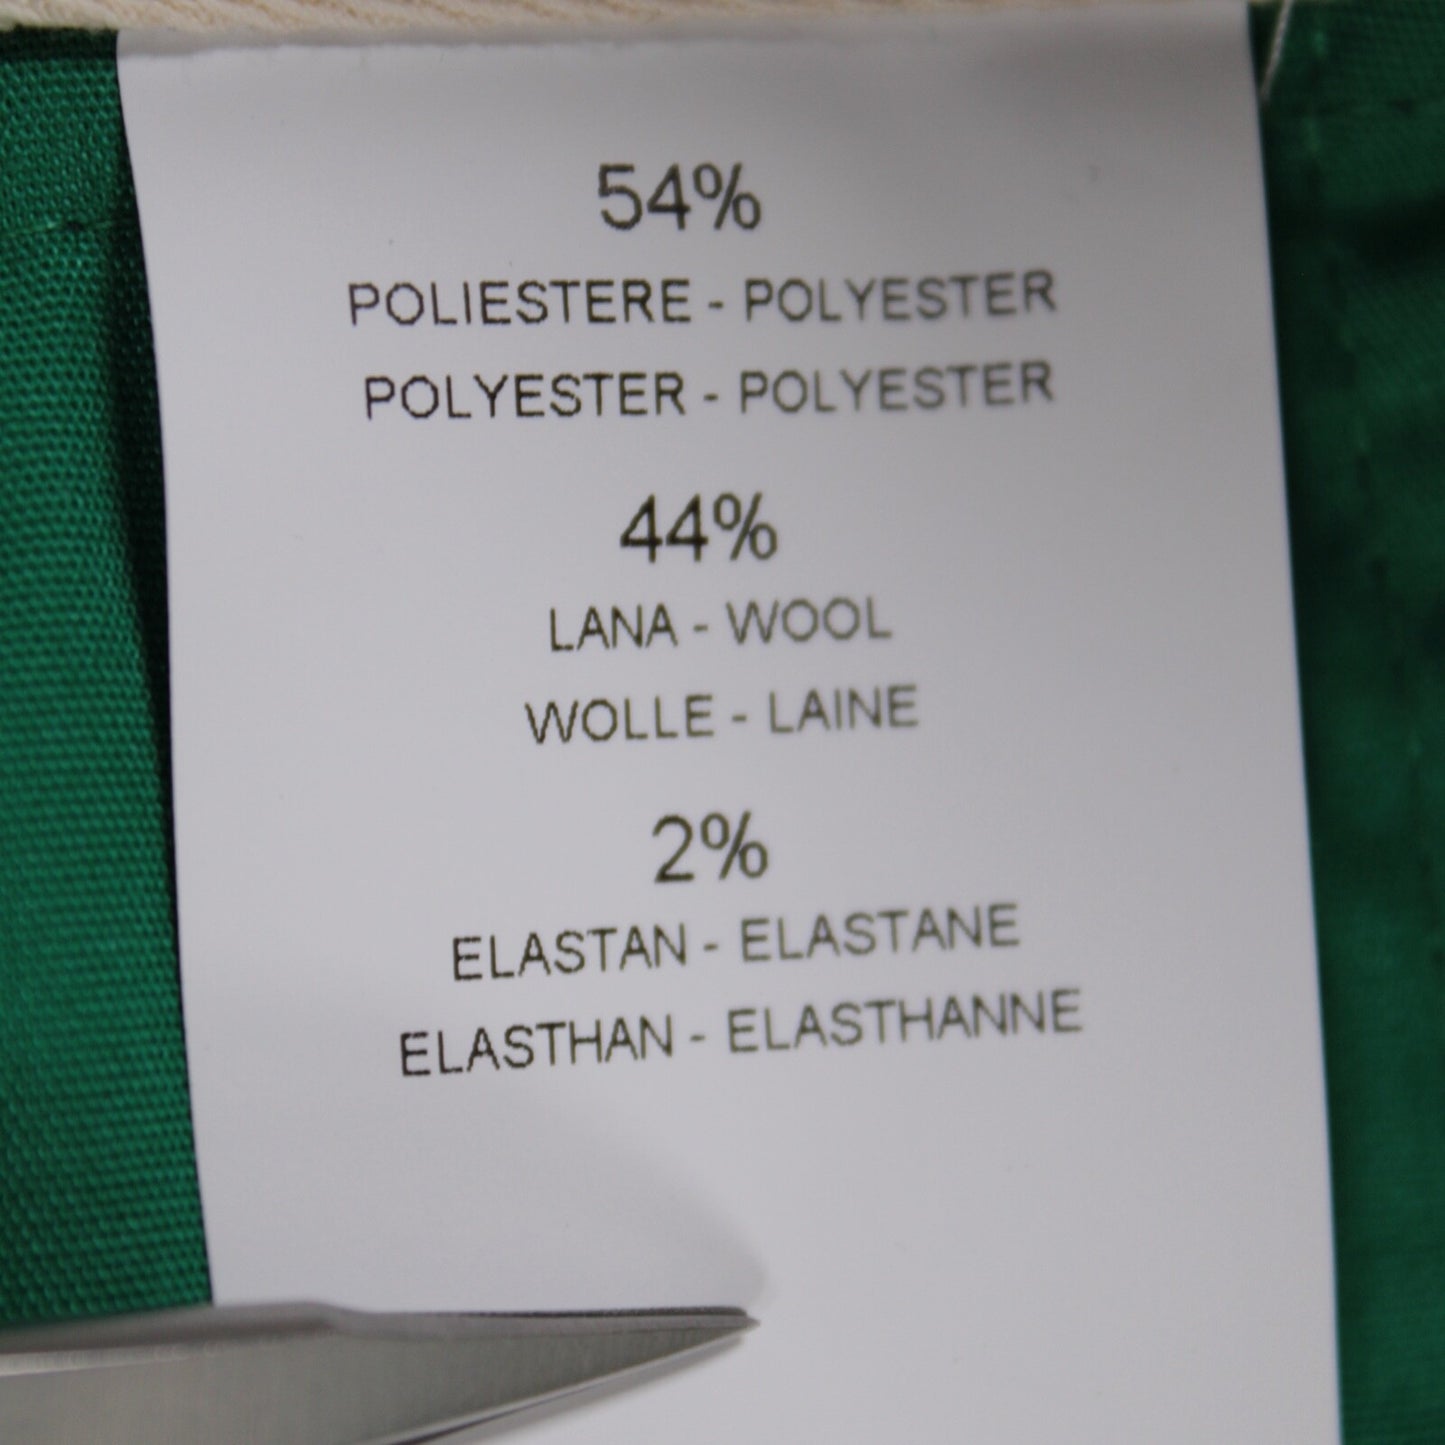 54%
POLIESTERE - POLYESTER
POLYESTER - POLYESTER
44%
LANA - WOOL
WOLLE - LAINE
2%
ELASTAN - ELASTANE
ELASTHAN - ELASTHANNE